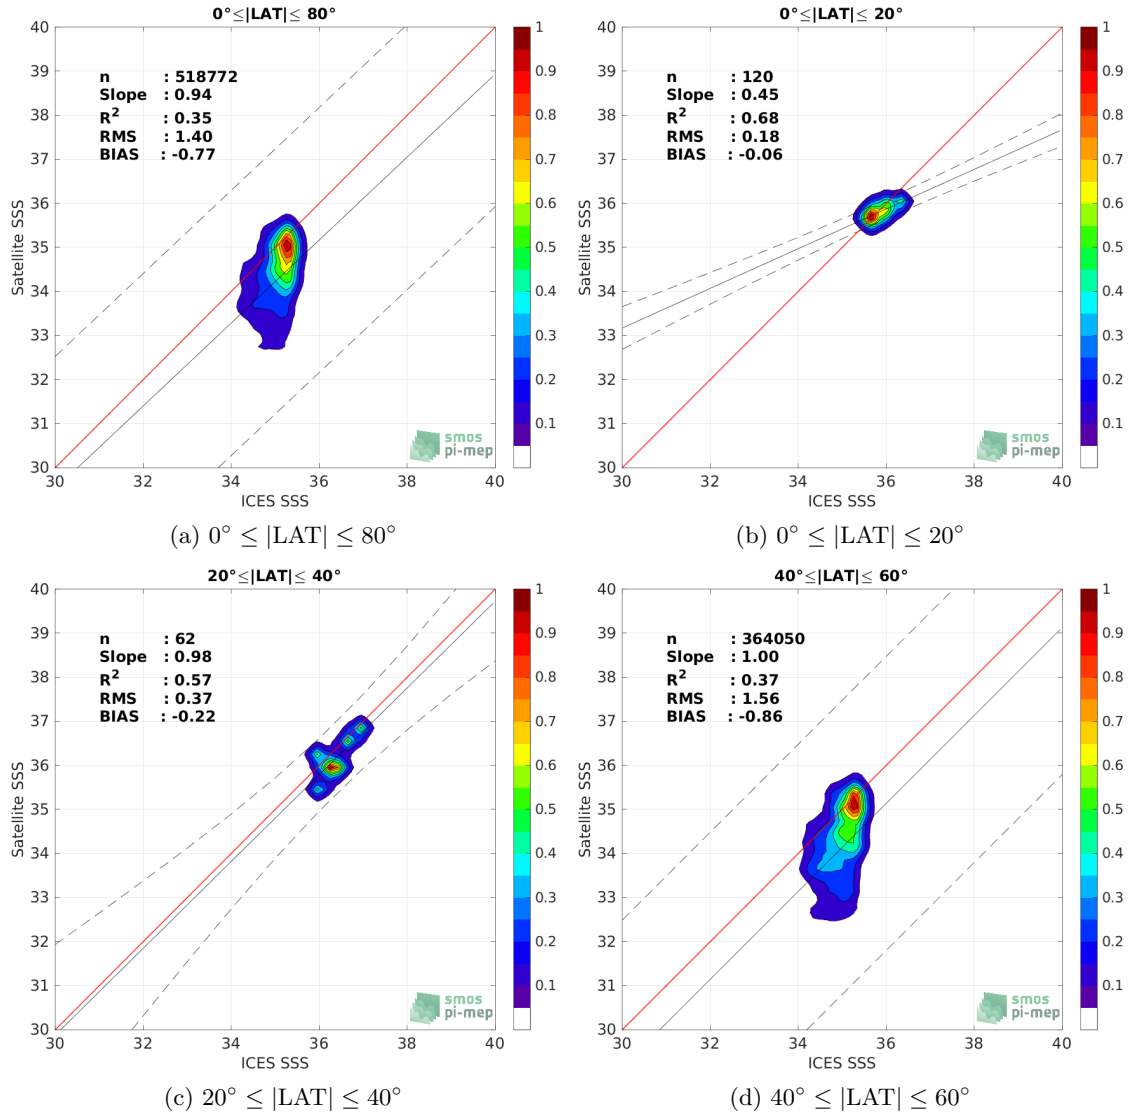 0°≤|LAT|≤ 80°
40
39
38
37
36
35
34
33
32
31
30
Satellite SSS
n : 518772
Slope : 0.94
R² : 0.35
RMS : 1.40
BIAS : -0.77
smos
pi-mep
30 32 34 36 38 40
ICES SSS
1
0.9
0.8
0.7
0.6
0.5
0.4
0.3
0.2
0.1
(a) 0° ≤ |LAT| ≤ 80°
0°≤|LAT|≤ 20°
40
39
38
37
36
35
34
33
32
31
30
Satellite SSS
n : 120
Slope : 0.45
R² : 0.68
RMS : 0.18
BIAS : -0.06
smos
pi-mep
30 32 34 36 38 40
ICES SSS
1
0.9
0.8
0.7
0.6
0.5
0.4
0.3
0.2
0.1
(b) 0° ≤ |LAT| ≤ 20°
20°≤|LAT|≤ 40°
40
39
38
37
36
35
34
33
32
31
30
Satellite SSS
n : 62
Slope : 0.98
R² : 0.57
RMS : 0.37
BIAS : -0.22
smos
pi-mep
30 32 34 36 38 40
ICES SSS
1
0.9
0.8
0.7
0.6
0.5
0.4
0.3
0.2
0.1
(c) 20° ≤ |LAT| ≤ 40°
40°≤|LAT|≤ 60°
40
39
38
37
36
35
34
33
32
31
30
Satellite SSS
n : 364050
Slope : 1.00
R² : 0.37
RMS : 1.56
BIAS : -0.86
smos
pi-mep
30 32 34 36 38 40
ICES SSS
1
0.9
0.8
0.7
0.6
0.5
0.4
0.3
0.2
0.1
(d) 40° ≤ |LAT| ≤ 60°